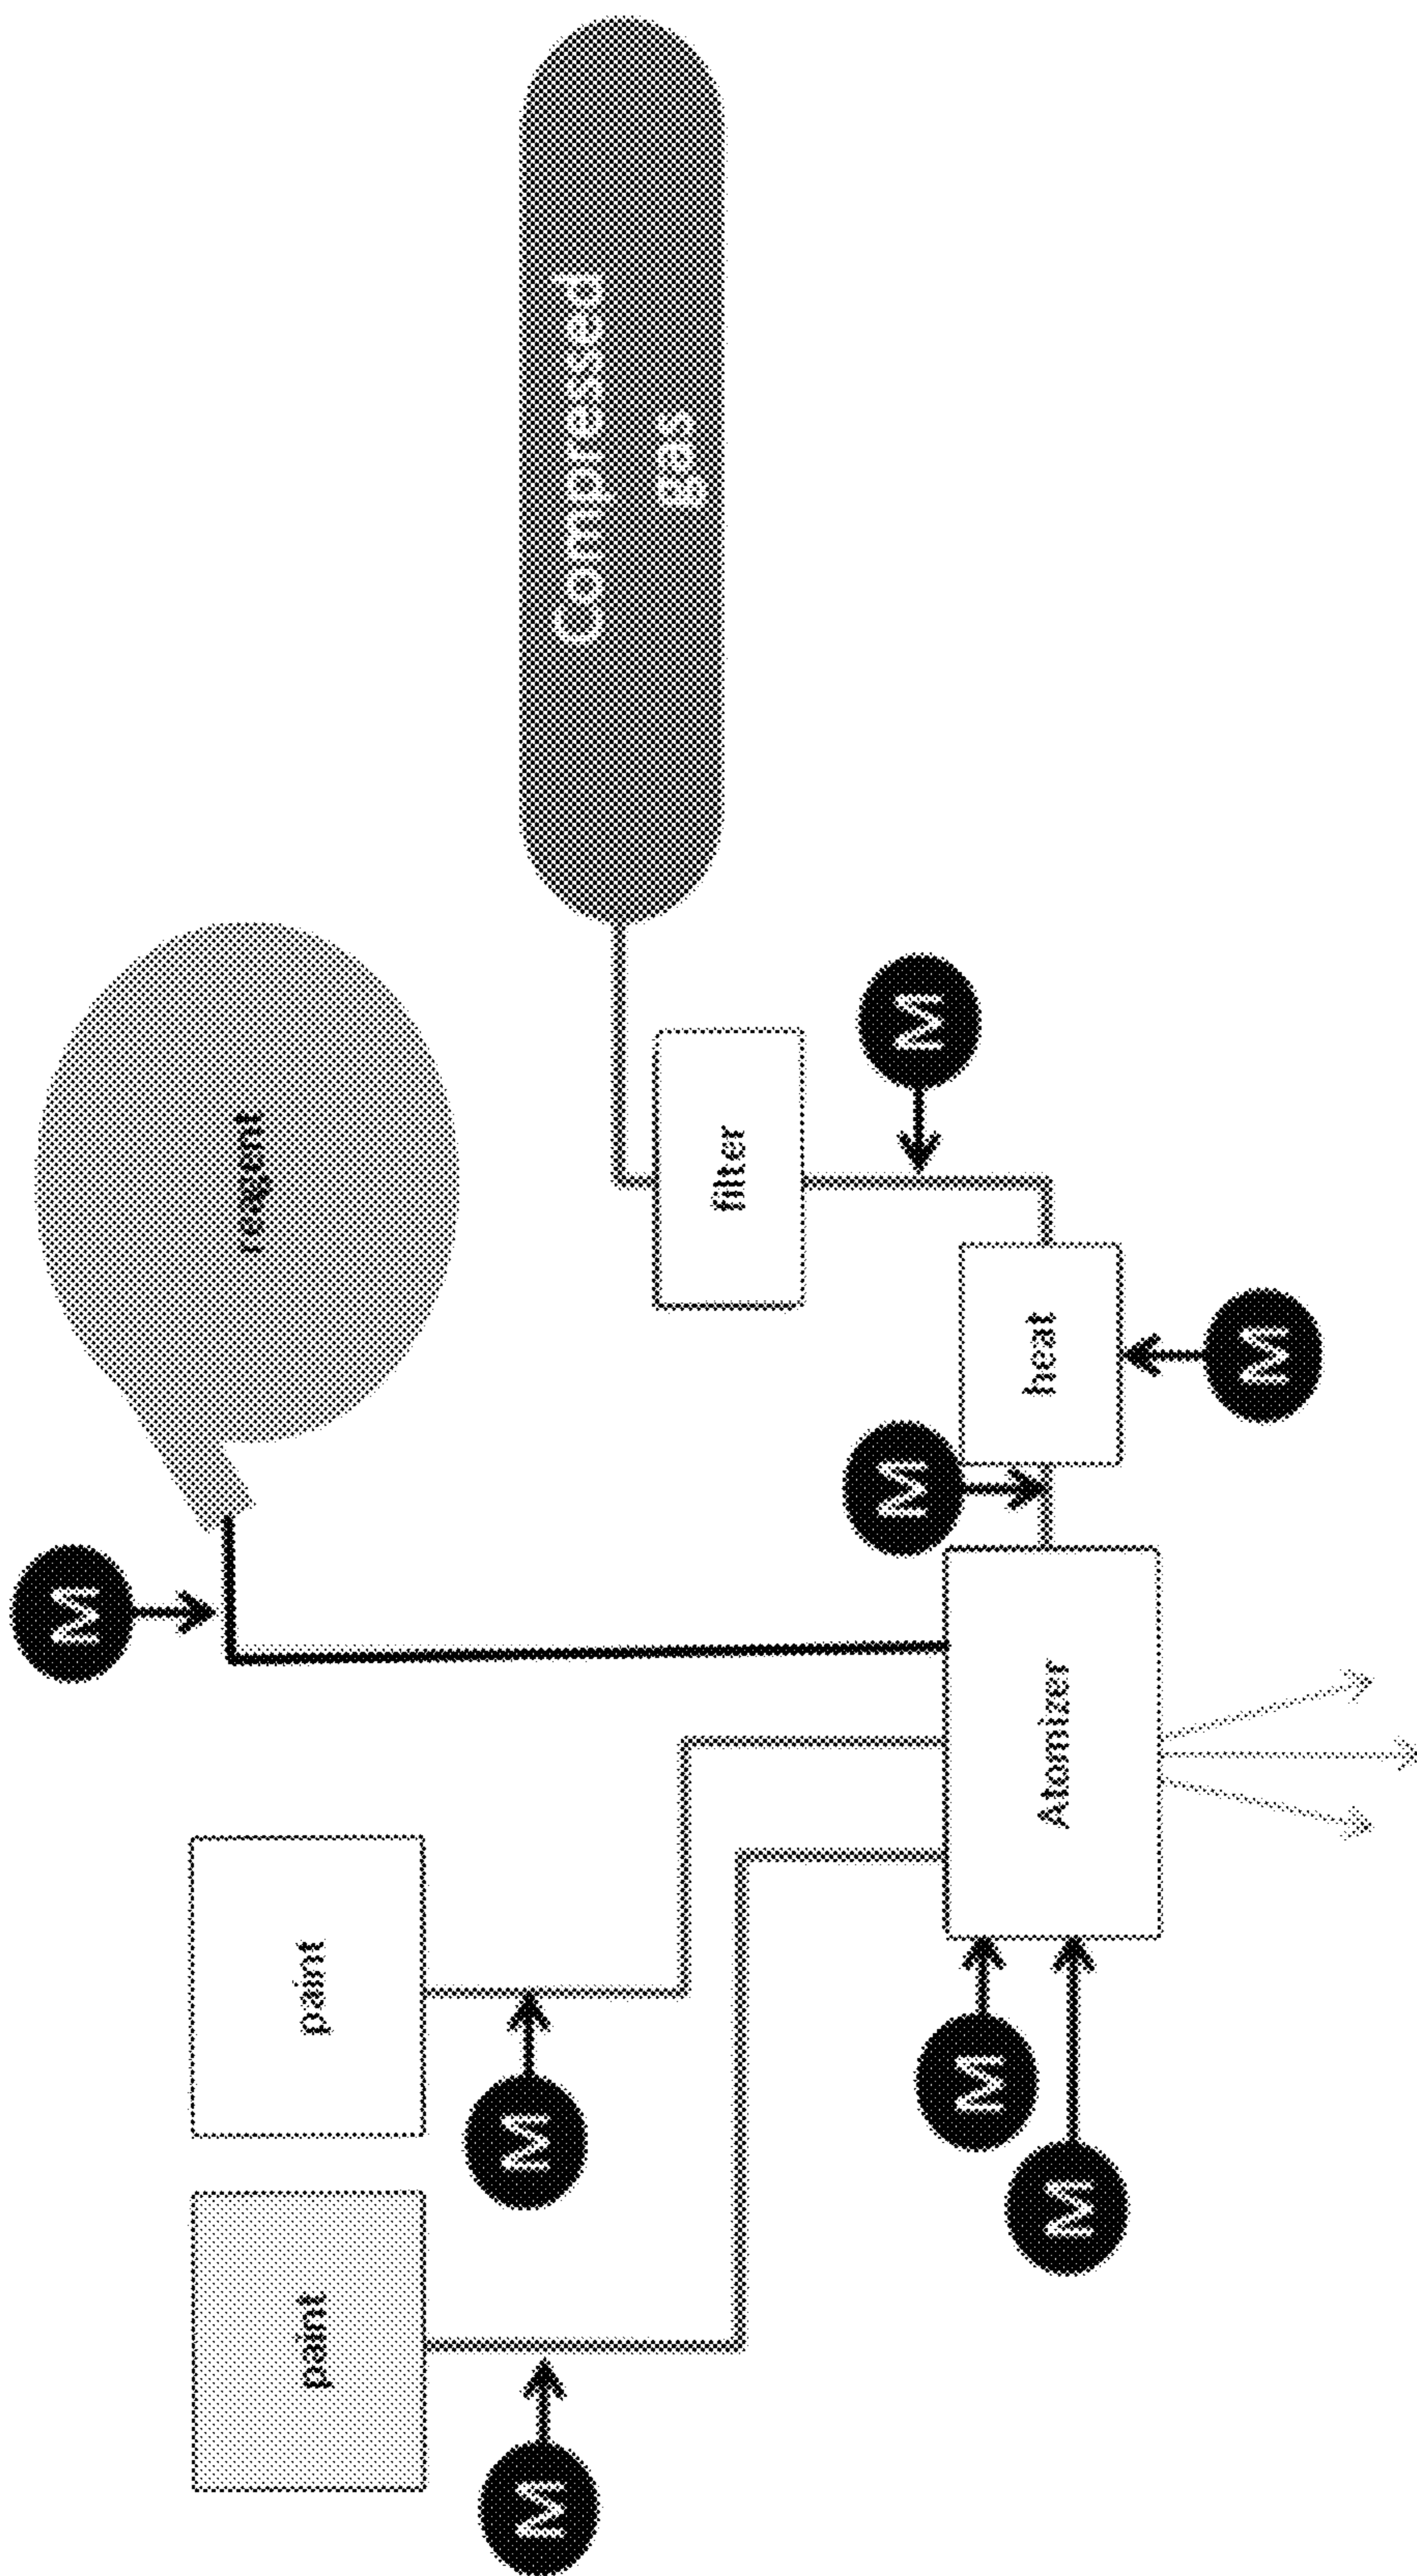 M
reagent
paint
paint
M
M
Compressed
gas
filter
M
M
M
M
Atomizer
heat
M